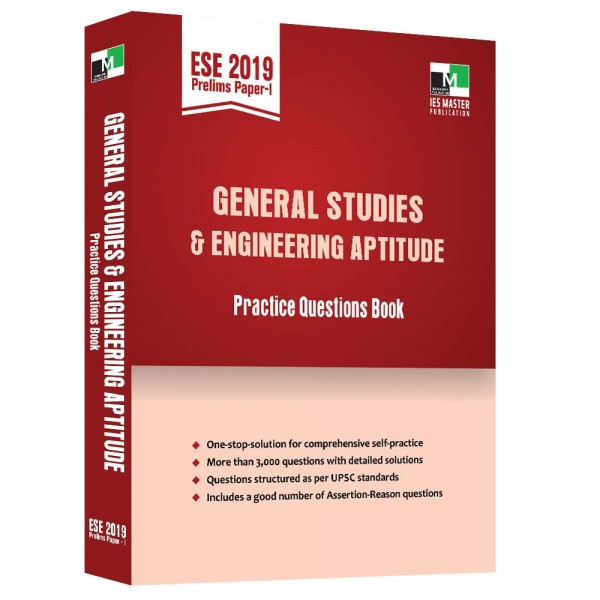 M
GENERAL STUDIES & ENGINEERING APTITUDE
Practice Questions Book
ESE 2019
Prelims Paper - I
ESE 2019
Prelims Paper-I
M
IES MASTER
PUBLICATION
GENERAL STUDIES
& ENGINEERING APTITUDE
Practice Questions Book
One-stop-solution for comprehensive self-practice
More than 3,000 questions with detailed solutions
Questions structured as per UPSC standards
Includes a good number of Assertion-Reason questions